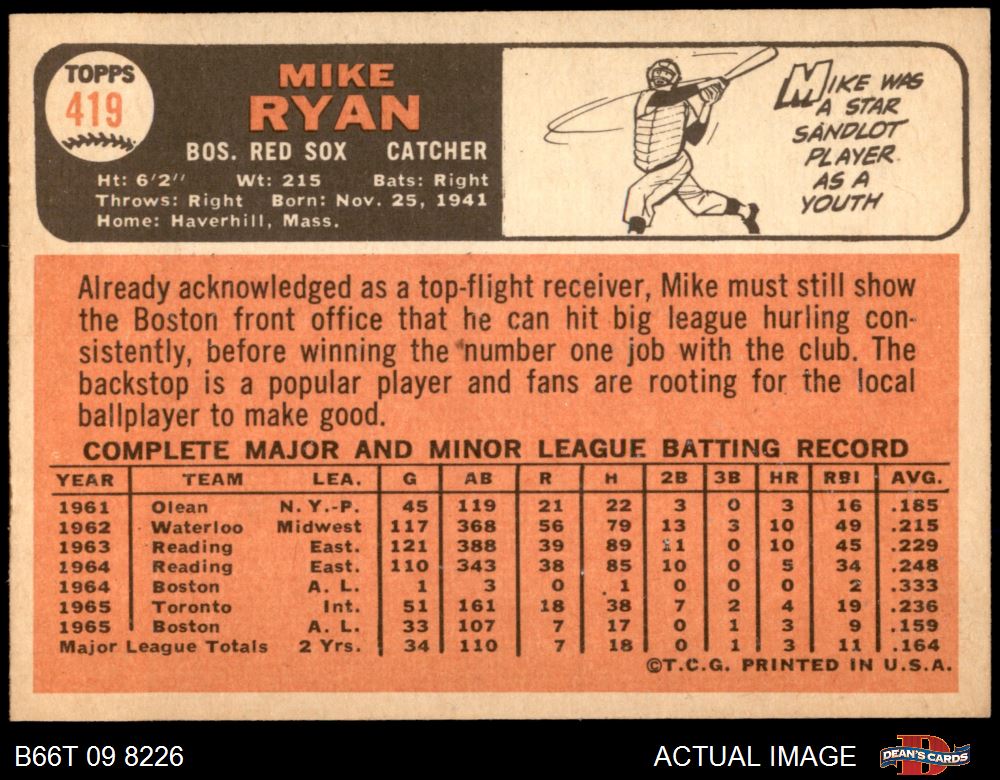 TOPPS
419
MIKE
RYAN
BOS. RED SOX CATCHER
Ht: 6'2" Wt: 215 Bats: Right
Throws: Right Born: Nov. 25, 1941
Home: Haverhill, Mass.
MIKE WAS
A STAR
SANDLOT
PLAYER
AS A
YOUTH
Already acknowledged as a top-flight receiver, Mike must still show
the Boston front office that he can hit big league hurling con-
sistently, before winning the number one job with the club. The
backstop is a popular player and fans are rooting for the local
ballplayer to make good.
COMPLETE MAJOR AND MINOR LEAGUE BATTING RECORD
YEAR TEAM LEA. G AB R H 2B 3B HR RBI AVG.
1961 Olean N.Y.-P. 45 119 21 22 3 0 3 16 .185
1962 Waterloo Midwest 117 368 56 79 13 3 10 49 .215
1963 Reading East. 121 388 39 89 11 0 10 45 .229
1964 Reading East. 110 343 38 85 10 0 5 34 .248
1964 Boston A. L. 1 3 0 1 0 0 0 2 .333
1965 Toronto Int. 51 161 18 38 7 2 4 19 .236
1965 Boston A. L. 33 107 7 17 0 1 3 9 .159
Major League Totals 2 Yrs. 34 110 7 18 0 1 3 11 .164
©T.C.G. PRINTED IN U.S.A.
B66T 09 8226 ACTUAL IMAGE DEAN'S CARDS